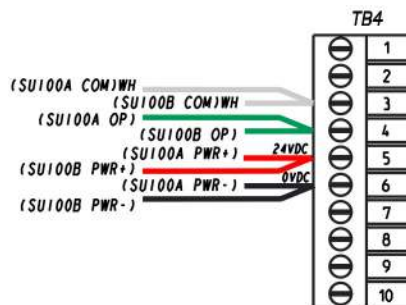 TB4
1
2
(SU100A COM)WH
(SU100B COM)WH
3
(SU100A OP)
(SU100B OP)
4
(SU100A PWR+)
24VDC
5
(SU100B PWR+)
(SU100A PWR-)
0VDC
6
(SU100B PWR-)
7
8
9
10